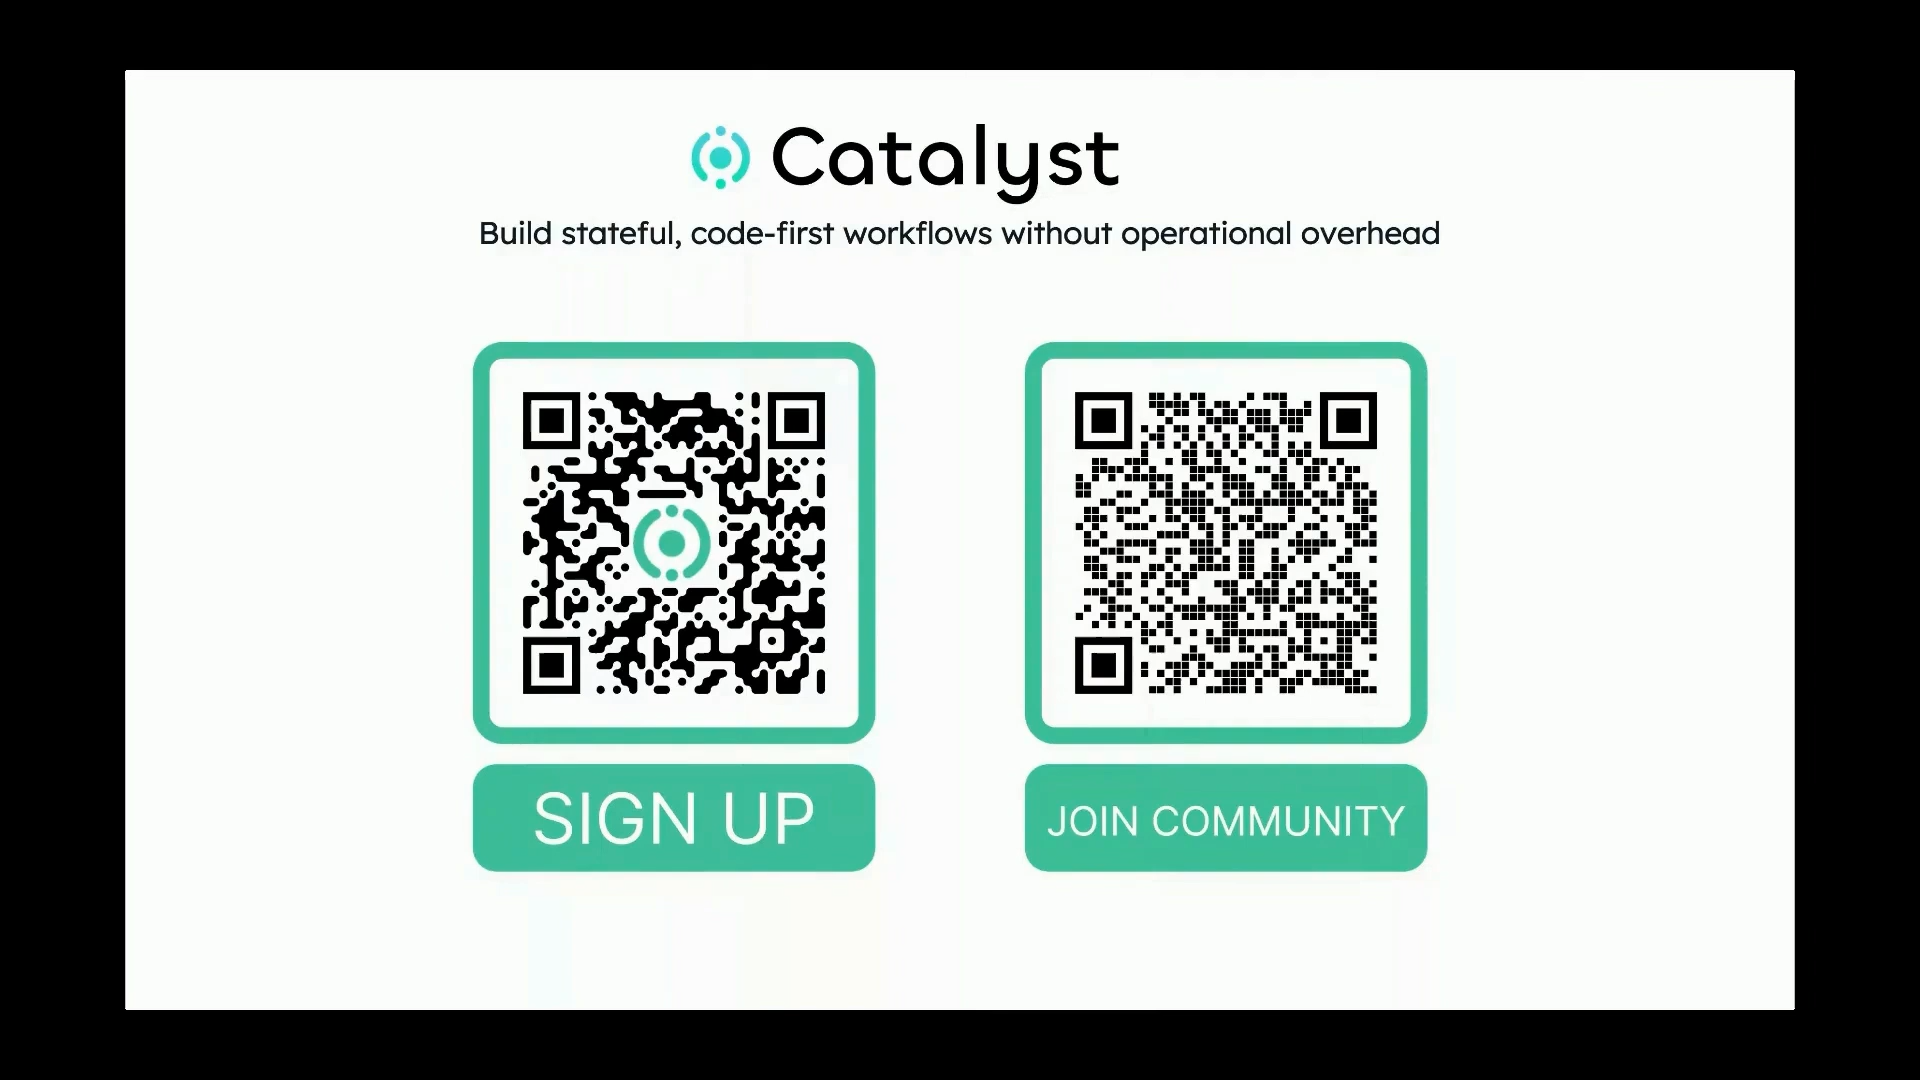 Catalyst
Build stateful, code-first workflows without operational overhead
SIGN UP
JOIN COMMUNITY